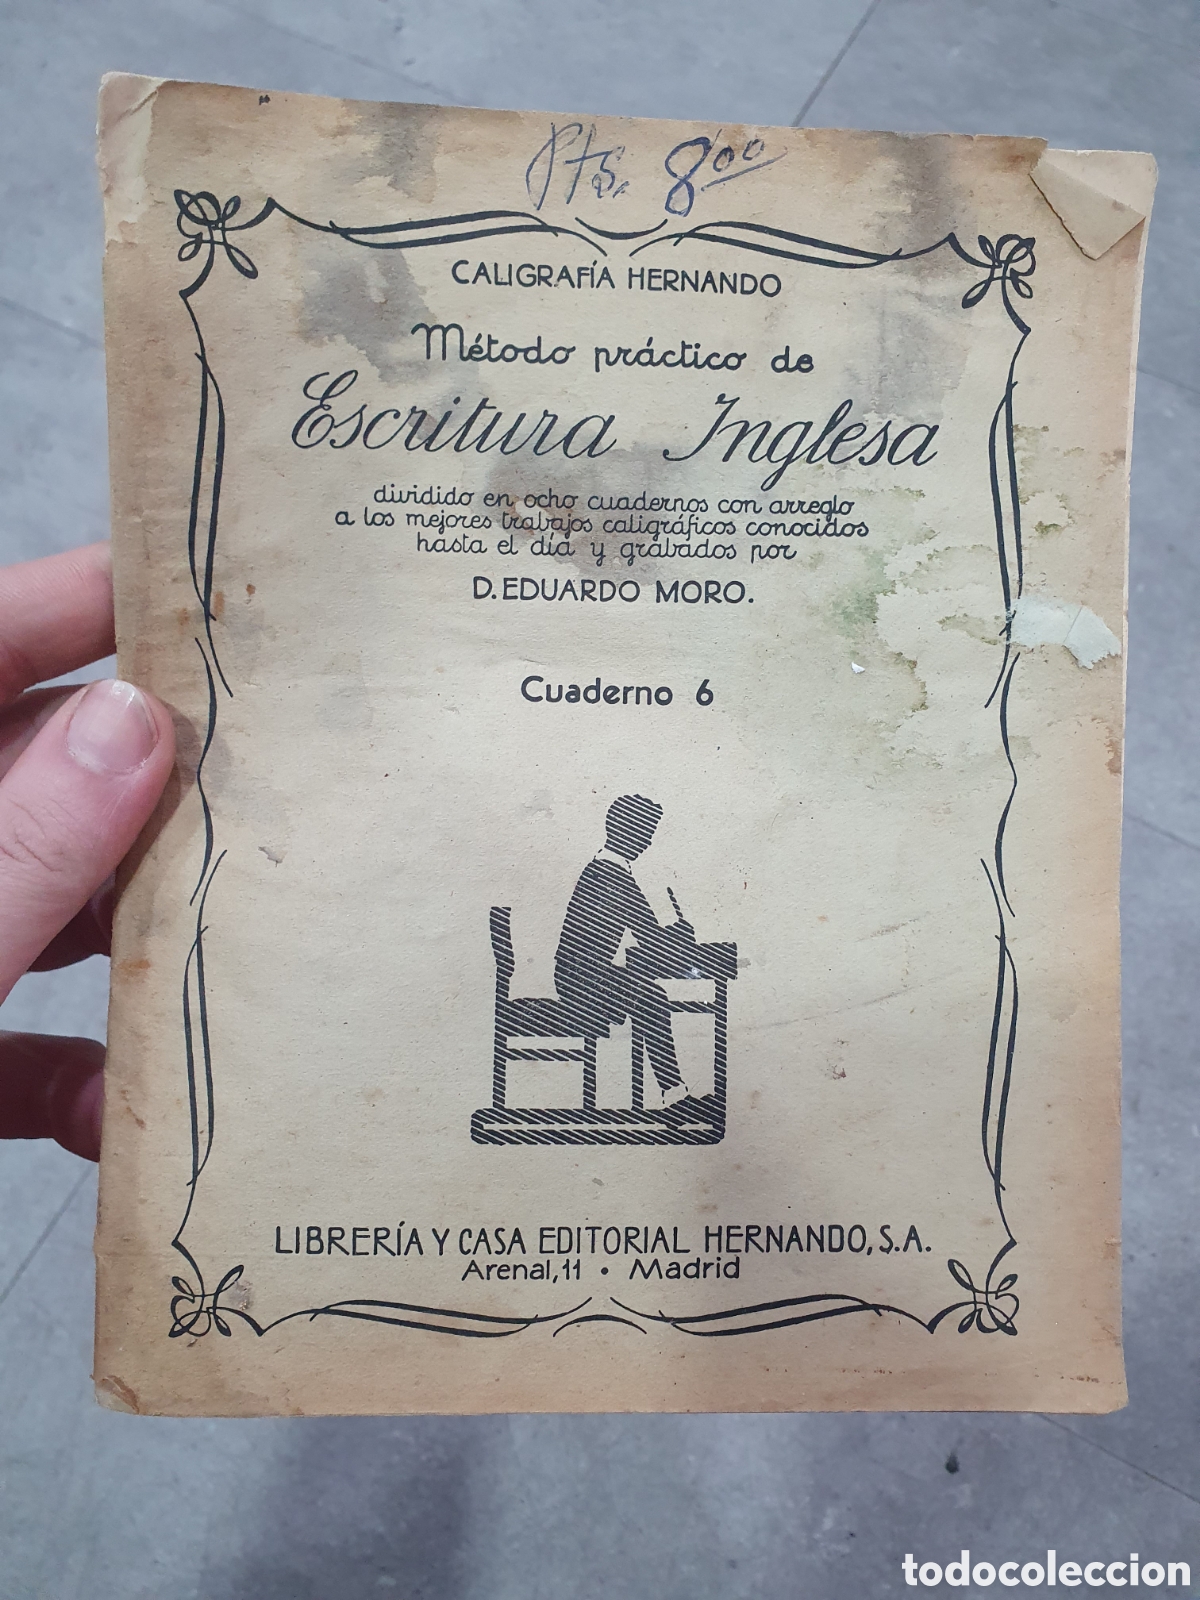 Pts. 8'00
CALIGRAFÍA HERNANDO
Método práctico de
Escritura Inglesa
dividido en ocho cuadernos con arreglo
a los mejores trabajos caligráficos conocidos
hasta el día y grabados por
D. EDUARDO MORO.
Cuaderno 6
LIBRERÍA Y CASA EDITORIAL HERNANDO, S.A.
Arenal, 11 • Madrid
todocoleccion